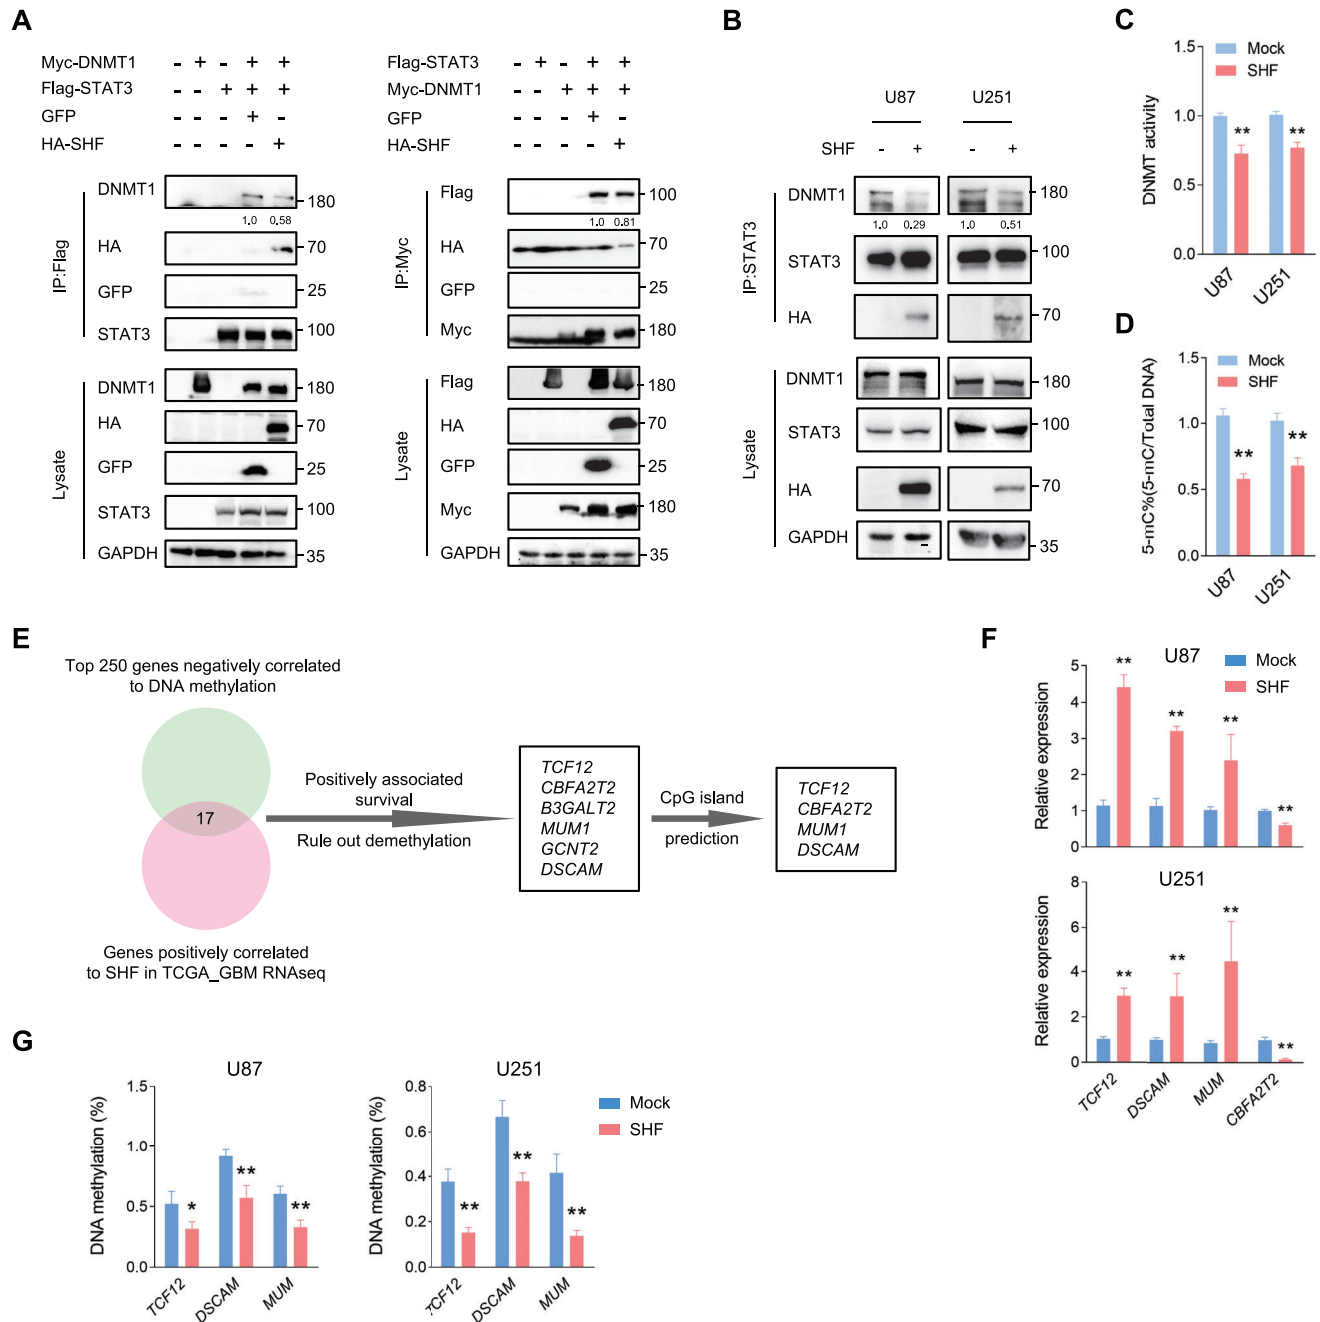 A
Myc-DNMT1 - + - + +
Flag-STAT3 - - + + +
GFP - - - + -
HA-SHF - - - - +
IP:Flag
DNMT1 180
1.0 0.58
HA 70
GFP 25
STAT3 100
Lysate
DNMT1 180
HA 70
GFP 25
STAT3 100
GAPDH 35
Flag-STAT3 - + - + +
Myc-DNMT1 - - + + +
GFP - - - + -
HA-SHF - - - - +
IP:Myc
Flag 100
1.0 0.81
HA 70
GFP 25
Myc 180
Lysate
Flag 180
HA 70
GFP 25
Myc 180
GAPDH 35
B
U87 U251
SHF - + - +
IP:STAT3
DNMT1 180
1.0 0.29 1.0 0.51
STAT3 100
HA 70
Lysate
DNMT1 180
STAT3 100
HA 70
GAPDH 35
C
Mock
SHF
DNMT activity
1.5
1.0
0.5
0.0
** **
U87 U251
D
Mock
SHF
5-mC%(5-mC/Total DNA)
1.5
1.0
0.5
0.0
** **
U87 U251
E
Top 250 genes negatively correlated
to DNA methylation
17
Genes positively correlated
to SHF in TCGA_GBM RNAseq
Positively associated
survival
Rule out demethylation
TCF12
CBFA2T2
B3GALT2
MUM1
GCNT2
DSCAM
CpG island
prediction
TCF12
CBFA2T2
MUM1
DSCAM
F
U87
Mock
SHF
Relative expression
5
4
3
2
1
0
** ** ** **
U251
Relative expression
8
6
4
2
0
** ** ** **
TCF12 DSCAM MUM CBFA2T2
G
U87
DNA methylation (%)
1.5
1.0
0.5
0.0
* ** **
TCF12 DSCAM MUM
U251
DNA methylation (%)
0.8
0.6
0.4
0.2
0.0
** ** **
TCF12 DSCAM MUM
Mock
SHF